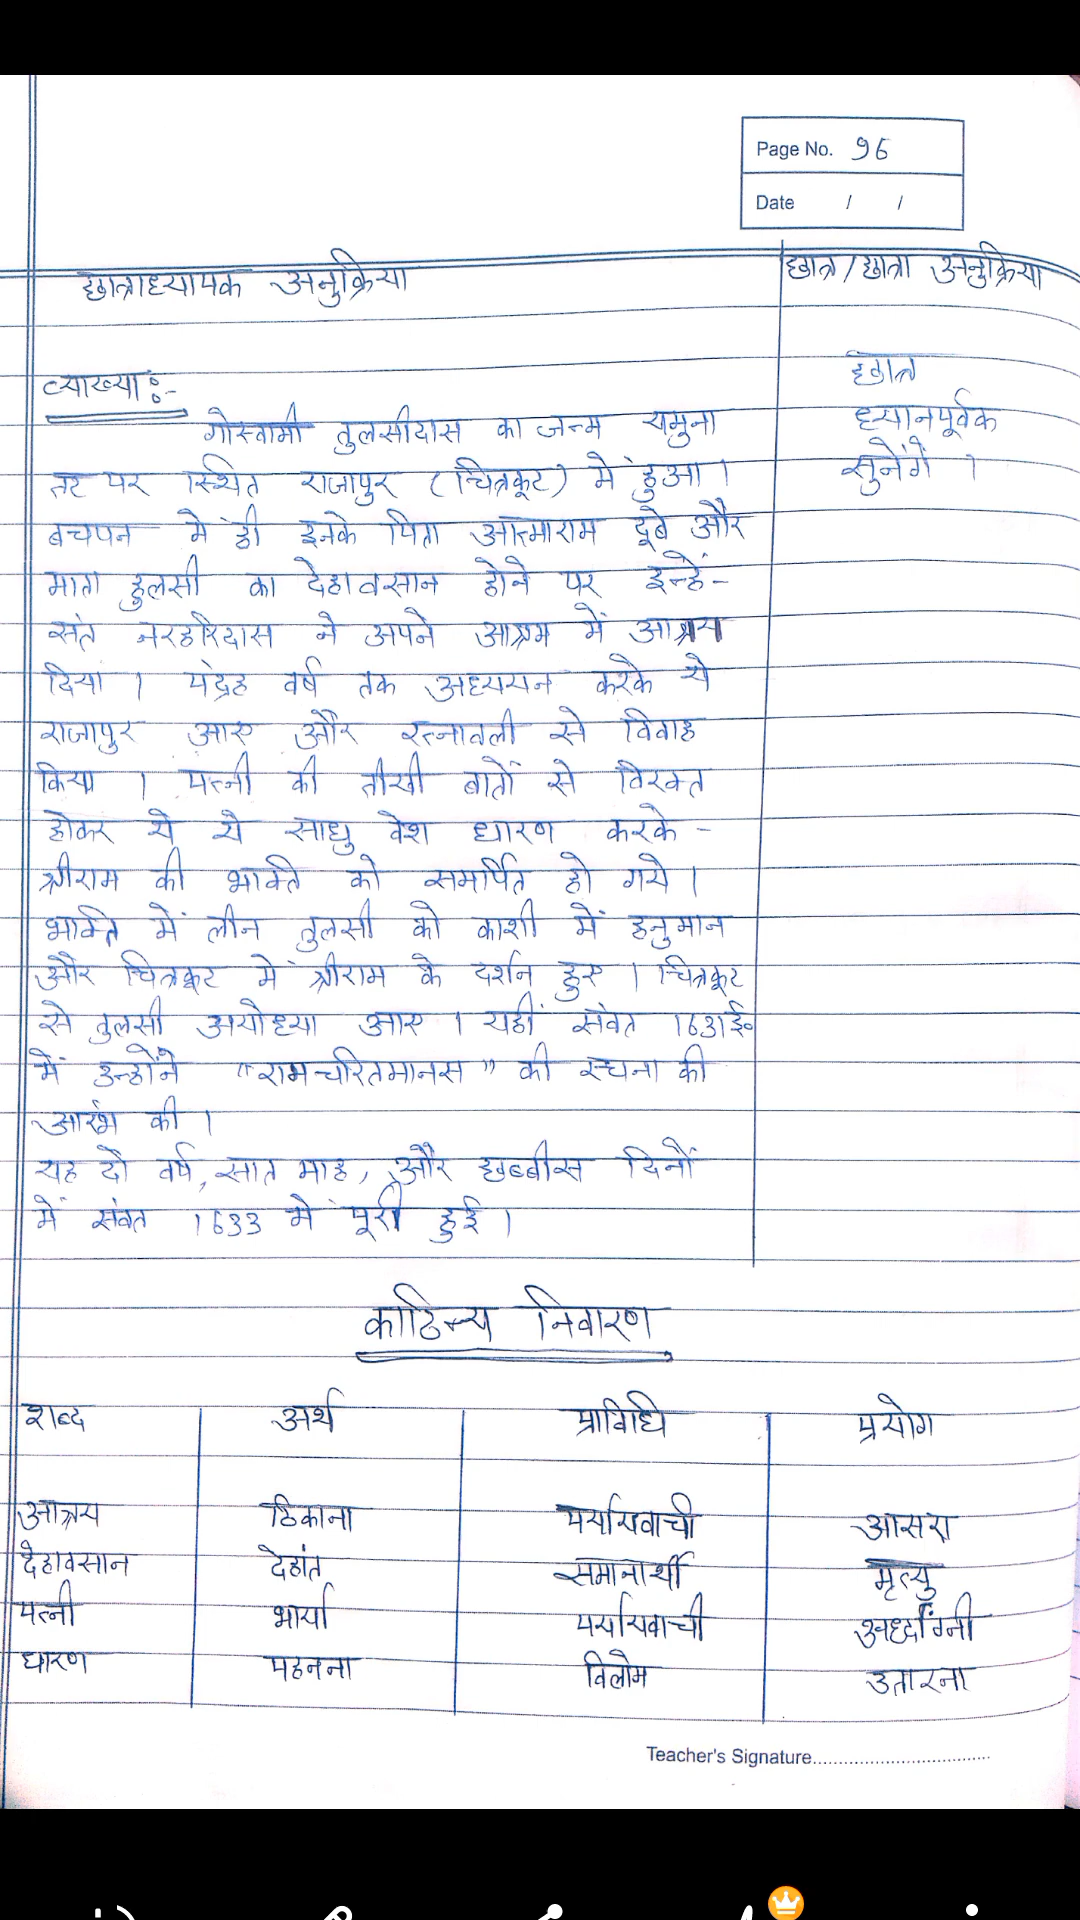 Page No. 96
Date / /
छात्राध्यापक अनुक्रिया
छात्र/छात्रा अनुक्रिया
व्याख्या:-
गोस्वामी तुलसीदास का जन्म यमुना
तट पर स्थित राजापुर (चित्रकूट) में हुआ।
बचपन मे ही इनके पिता आत्माराम दूबे और
माता हुलसी का देहावसान होने पर इन्हें-
संत नरहरिदास ने अपने आश्रम में आश्रय
दिया। पंद्रह वर्ष तक अध्ययन करके ये
राजापुर आए और रत्नावली से विवाह
किया। पत्नी की तीखी बातों से विरक्त
होकर ये ये साधु वेश धारण करके -
श्रीराम की भक्ति को समर्पित हो गये।
भक्ति में लीन तुलसी को काशी में हनुमान
और चित्रकूट में श्रीराम के दर्शन हुए। चित्रकूट
से तुलसी अयोध्या आए। यहीं संवत 1631ई॰
में उन्होंने "रामचरितमानस" की रचना की
आरंभ की।
यह दो वर्ष, सात माह, और छब्बीस दिनों
में संवत 1633 में पूरी हुई।
छात्र
ध्यानपूर्वक
सुनेंगें।
काठिन्य निवारण
शब्द अर्थ प्राविधि प्रयोग
आश्रय ठिकाना पर्यायवाची आसरा
देहावसान देहांत समानार्थी मृत्यु
पत्नी भार्या पर्यायवाची अर्ध्दांगनी
धारण पहनना विलोम उतारना
Teacher's Signature....................................